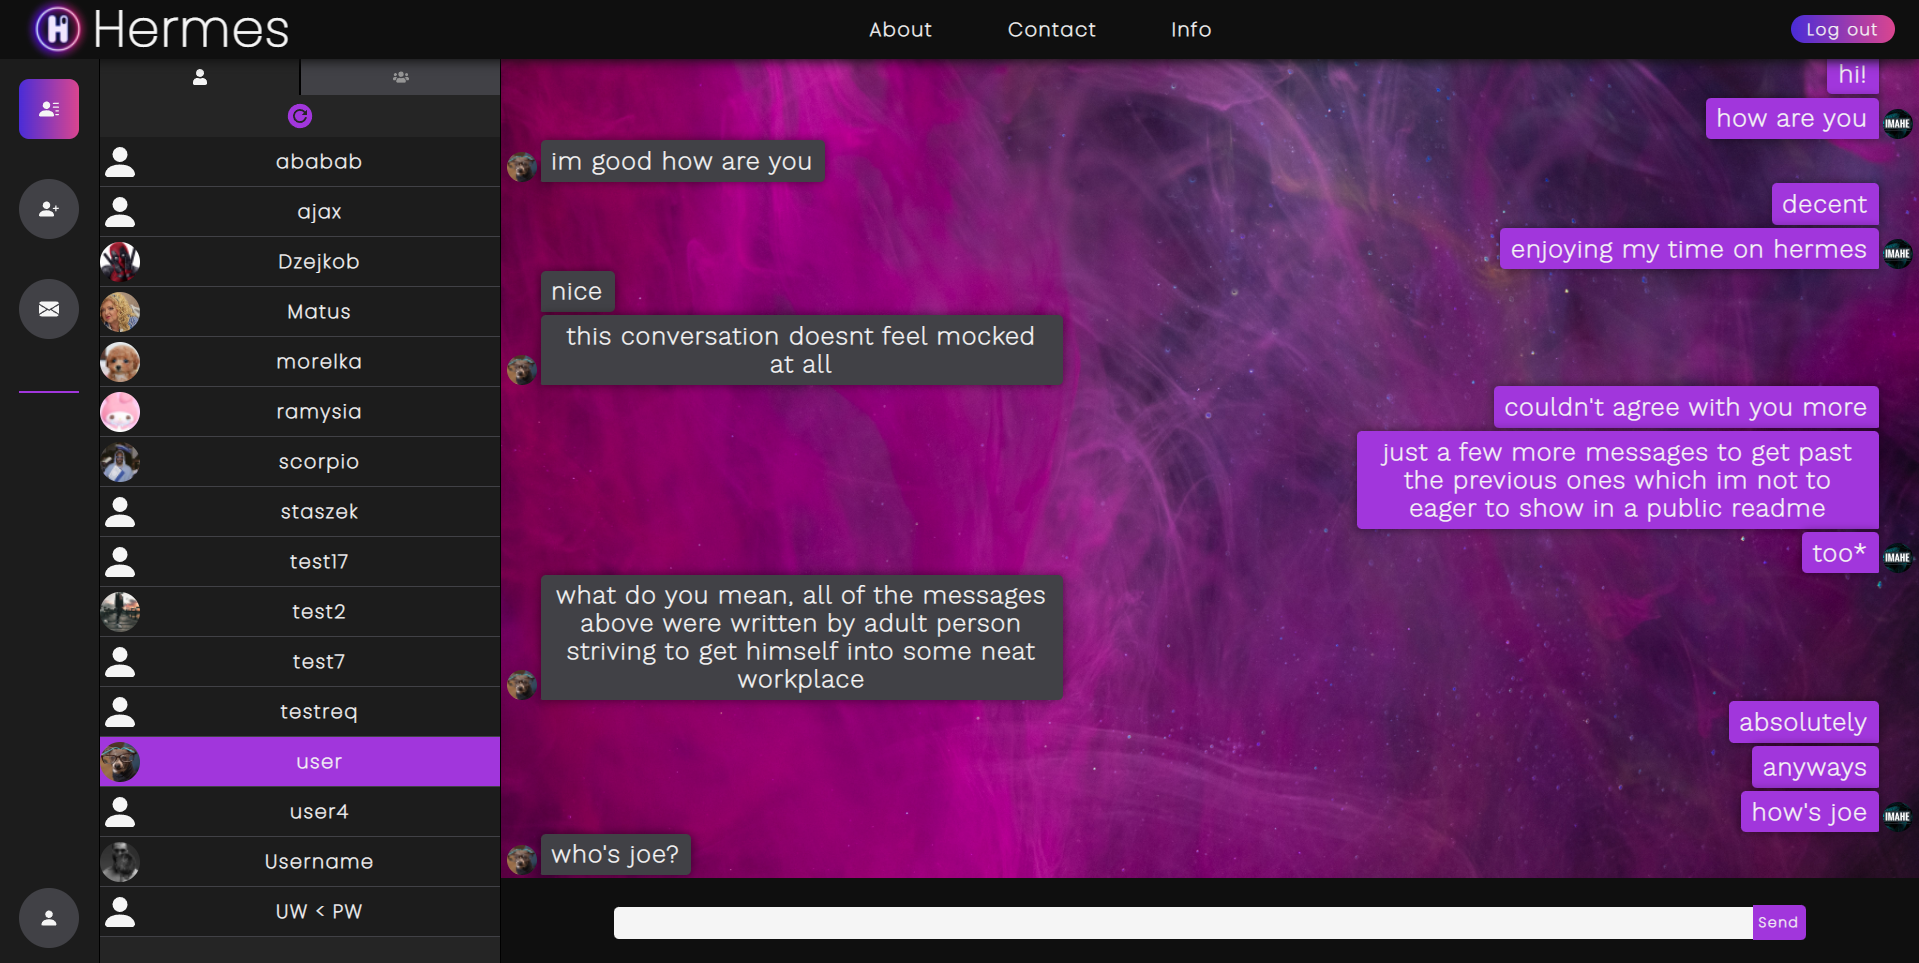 Hermes
About
Contact
Info
Log out
ababab
ajax
Dzejkob
Matus
morelka
ramysia
scorpio
staszek
test17
test2
test7
testreq
user
user4
Username
UW < PW
hi!
how are you
IMAHE
im good how are you
decent
enjoying my time on hermes
IMAHE
nice
this conversation doesnt feel mocked
at all
couldn't agree with you more
just a few more messages to get past
the previous ones which im not to
eager to show in a public readme
too*
IMAHE
what do you mean, all of the messages
above were written by adult person
striving to get himself into some neat
workplace
absolutely
anyways
how's joe
IMAHE
who's joe?
Send